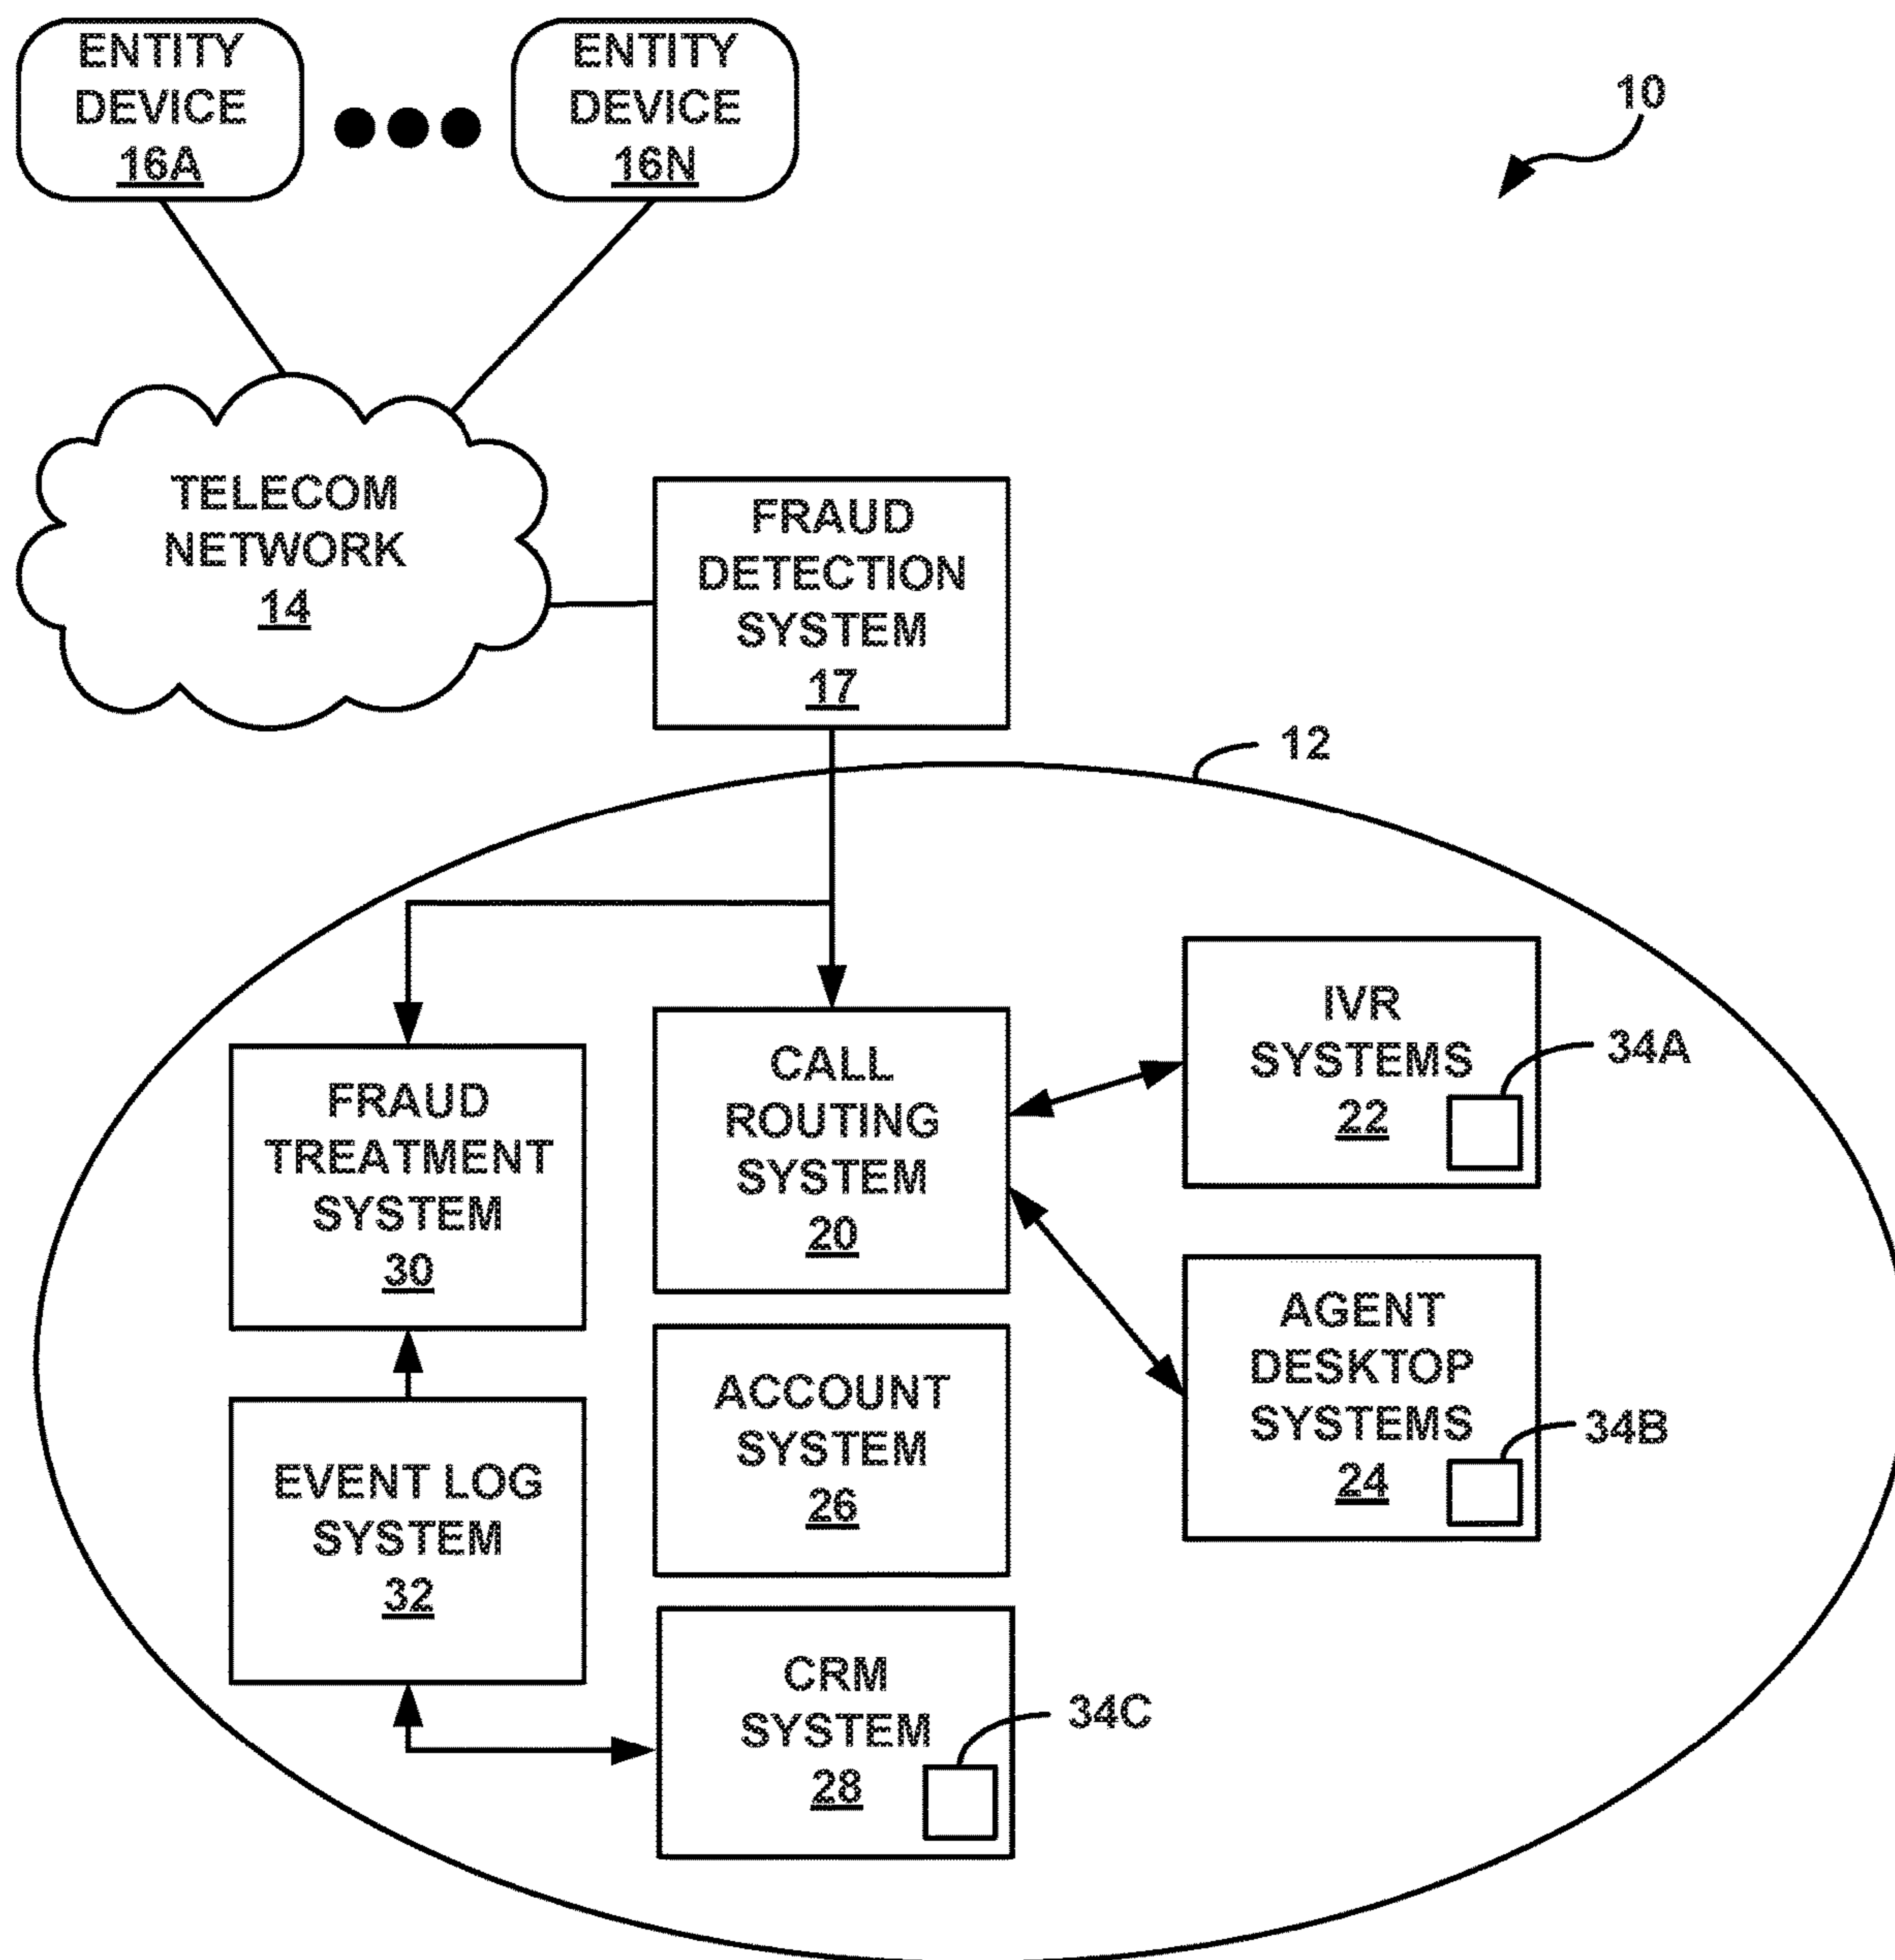 ENTITY
DEVICE
16A
ENTITY
DEVICE
16N
10
TELECOM
NETWORK
14
FRAUD
DETECTION
SYSTEM
17
12
FRAUD
TREATMENT
SYSTEM
30
CALL
ROUTING
SYSTEM
20
IVR
SYSTEMS
22
34A
AGENT
DESKTOP
SYSTEMS
24
34B
ACCOUNT
SYSTEM
26
EVENT LOG
SYSTEM
32
CRM
SYSTEM
28
34C